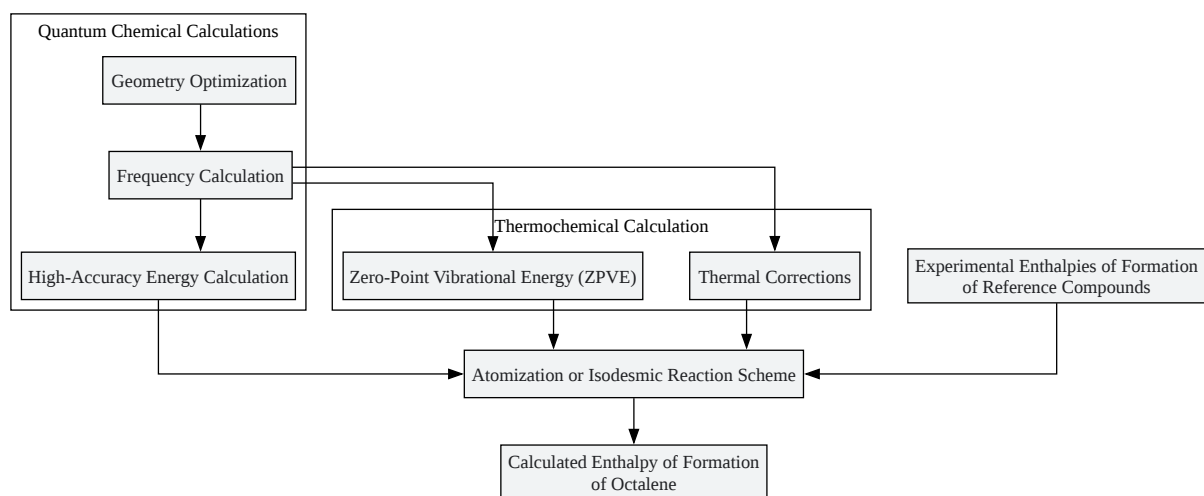 Quantum Chemical Calculations
Geometry Optimization
Frequency Calculation
Thermochemical Calculation
High-Accuracy Energy Calculation
Zero-Point Vibrational Energy (ZPVE)
Thermal Corrections
Experimental Enthalpies of Formation
of Reference Compounds
Atomization or Isodesmic Reaction Scheme
Calculated Enthalpy of Formation
of Octalene